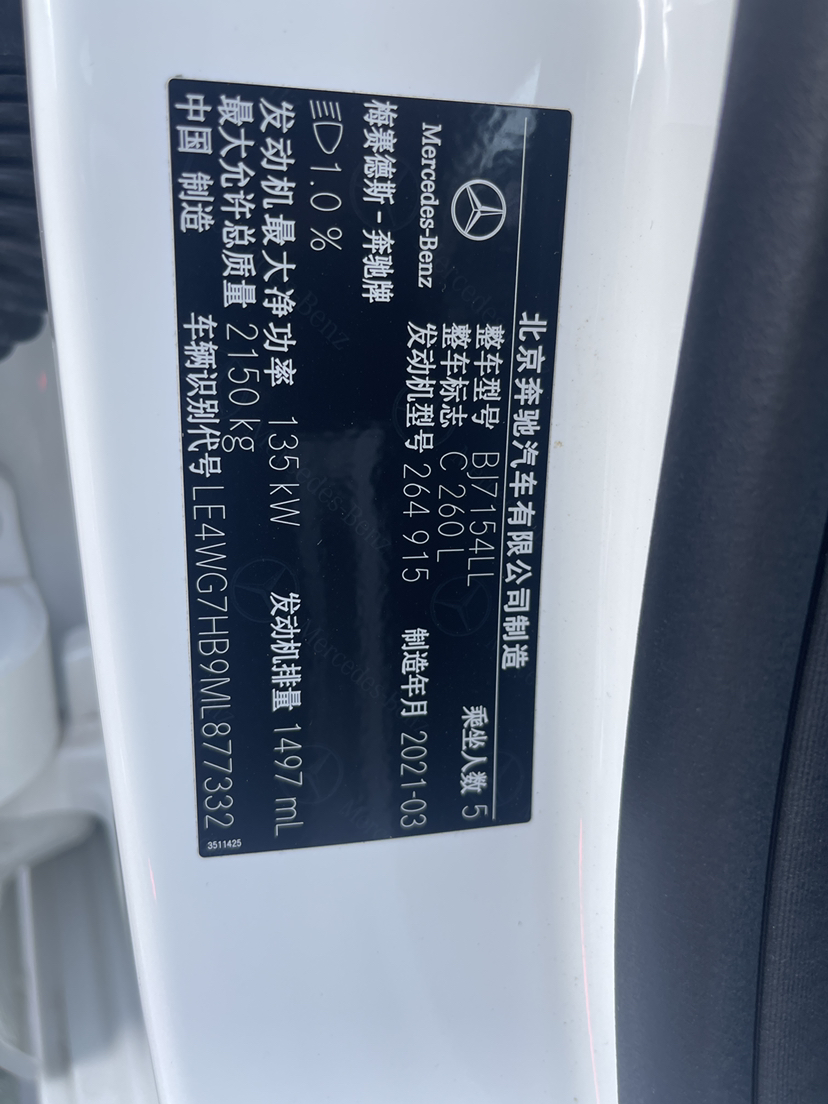 北京奔驰汽车有限公司制造
Mercedes-Benz
梅赛德斯-奔驰牌
整车型号 BJ7154LL
乘坐人数 5
整车标志 C 260 L
发动机型号 264 915
制造年月 2021-03
1.0 %
发动机最大净功率 135 kW
发动机排量 1497 mL
最大允许总质量 2150 kg
中国 制造
车辆识别代号 LE4WG7HB9ML877332
3511425